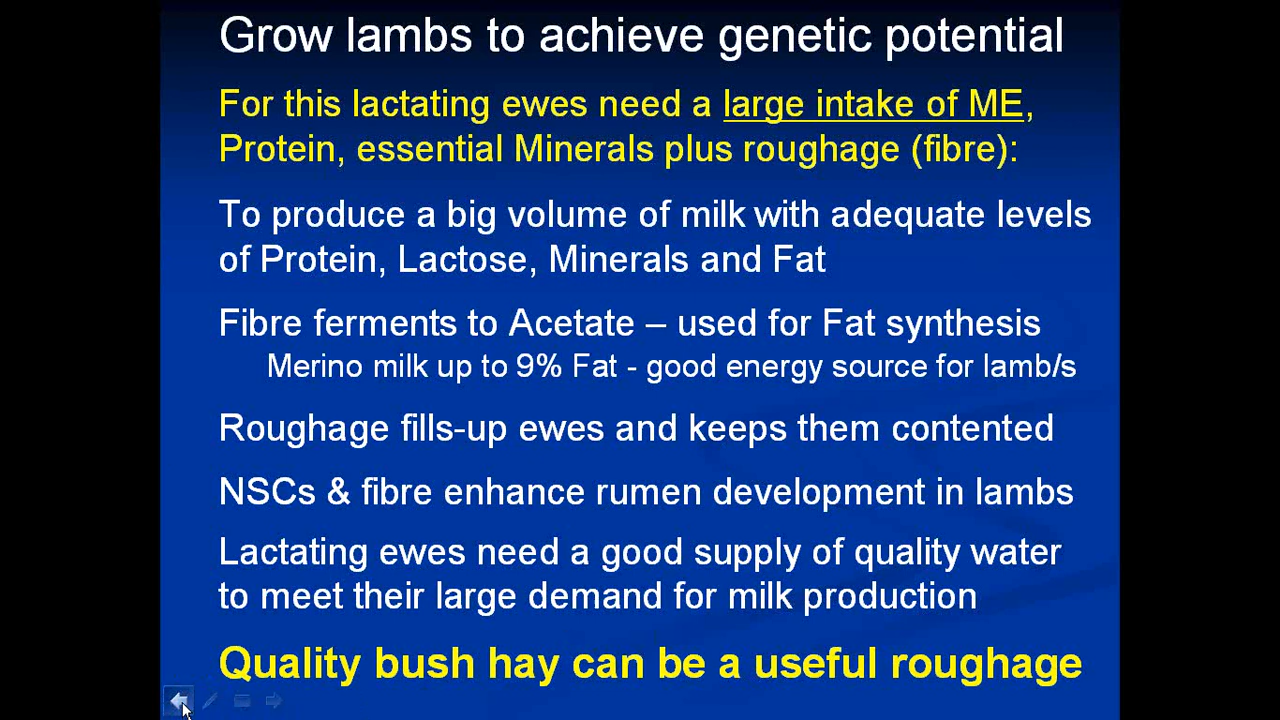 Grow lambs to achieve genetic potential
For this lactating ewes need a large intake of ME,
Protein, essential Minerals plus roughage (fibre):
To produce a big volume of milk with adequate levels
of Protein, Lactose, Minerals and Fat
Fibre ferments to Acetate – used for Fat synthesis
Merino milk up to 9% Fat - good energy source for lamb/s
Roughage fills-up ewes and keeps them contented
NSCs & fibre enhance rumen development in lambs
Lactating ewes need a good supply of quality water
to meet their large demand for milk production
Quality bush hay can be a useful roughage